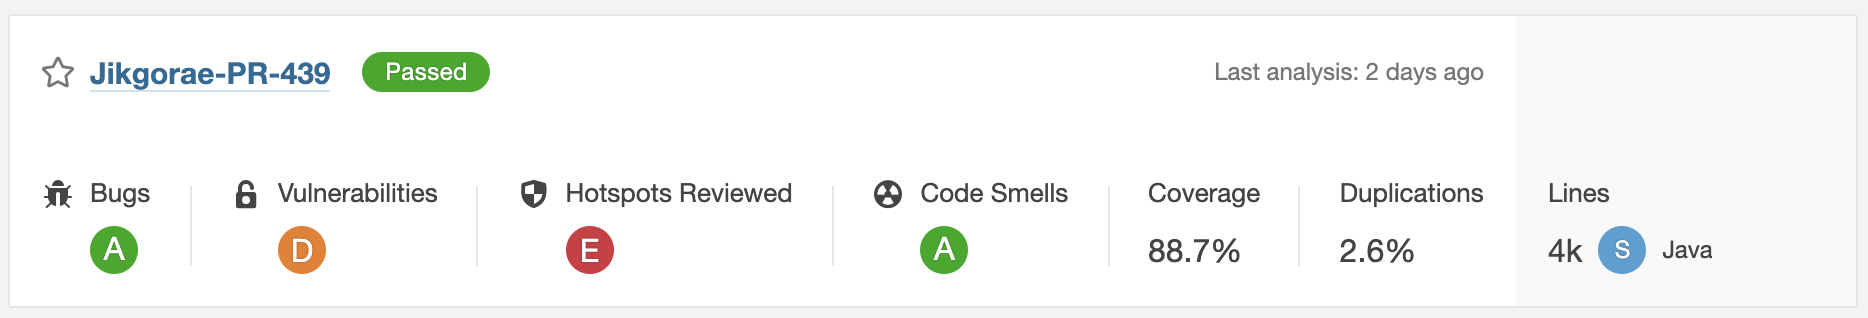 Jikgorae-PR-439 Passed Last analysis: 2 days ago
Bugs Vulnerabilities Hotspots Reviewed Code Smells Coverage Duplications Lines
A D E A 88.7% 2.6% 4k S Java